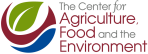 The Center for
Agriculture,
Food and the
Environment